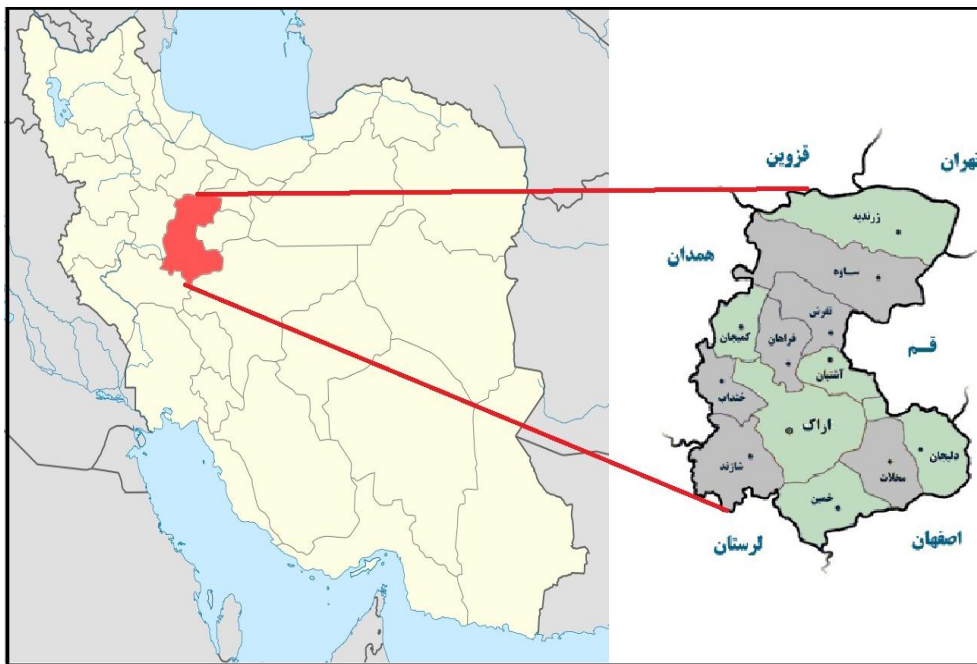 قزوین
تهران
زرندیه
همدان
ساوه
تفرش
کمیجان
فراهان
قم
آشتیان
خنداب
اراک
دلیجان
شازند
محلات
خمین
لرستان
اصفهان